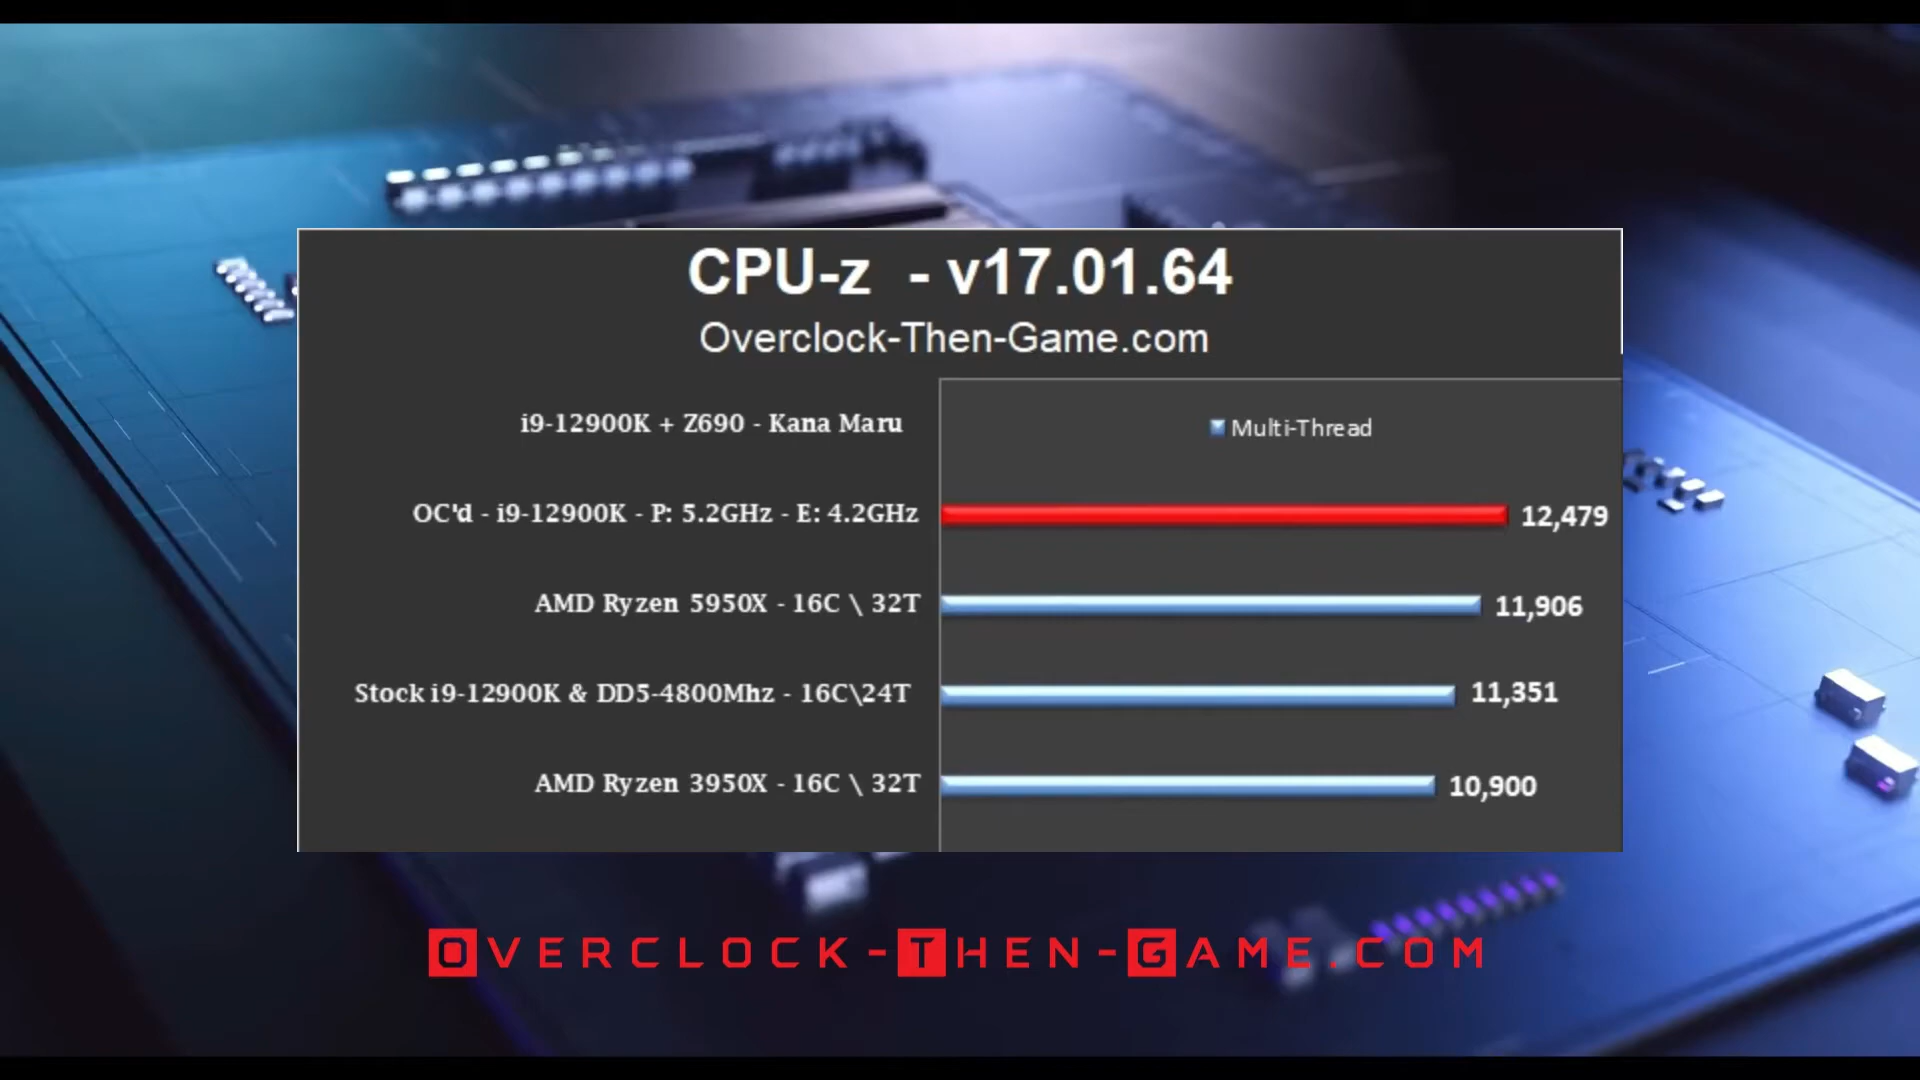 CPU-z - v17.01.64
Overclock-Then-Game.com
i9-12900K + Z690 - Kana Maru
Multi-Thread
OC'd - i9-12900K - P: 5.2GHz - E: 4.2GHz
12,479
AMD Ryzen 5950X - 16C \ 32T
11,906
Stock i9-12900K & DD5-4800Mhz - 16C\24T
11,351
AMD Ryzen 3950X - 16C \ 32T
10,900
OVERCLOCK-THEN-GAME.COM